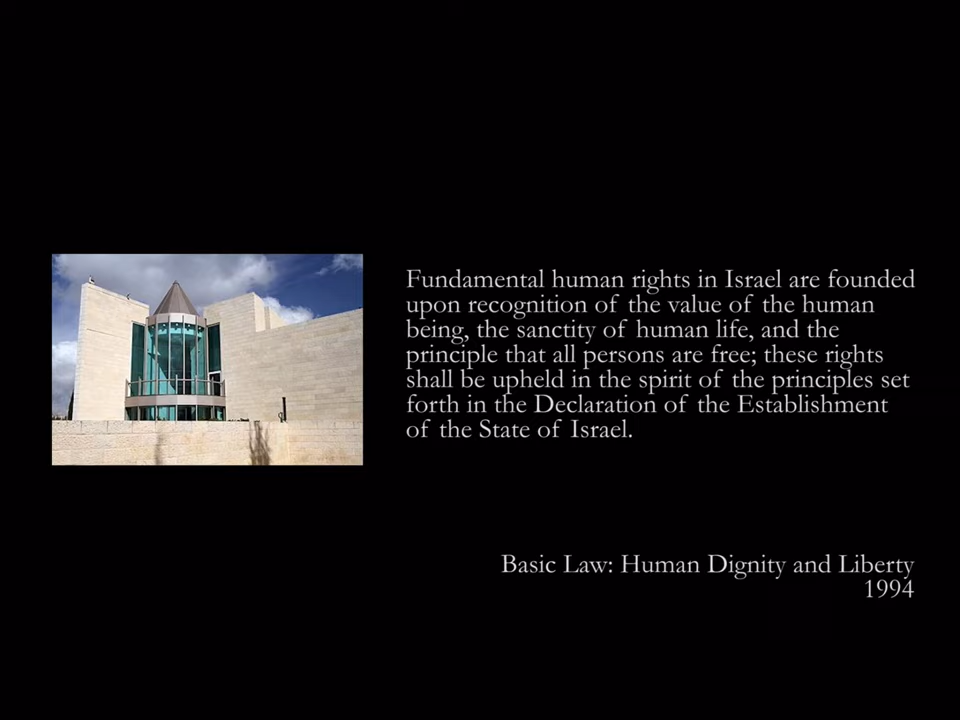 Fundamental human rights in Israel are founded
upon recognition of the value of the human
being, the sanctity of human life, and the
principle that all persons are free; these rights
shall be upheld in the spirit of the principles set
forth in the Declaration of the Establishment
of the State of Israel.
Basic Law: Human Dignity and Liberty
1994